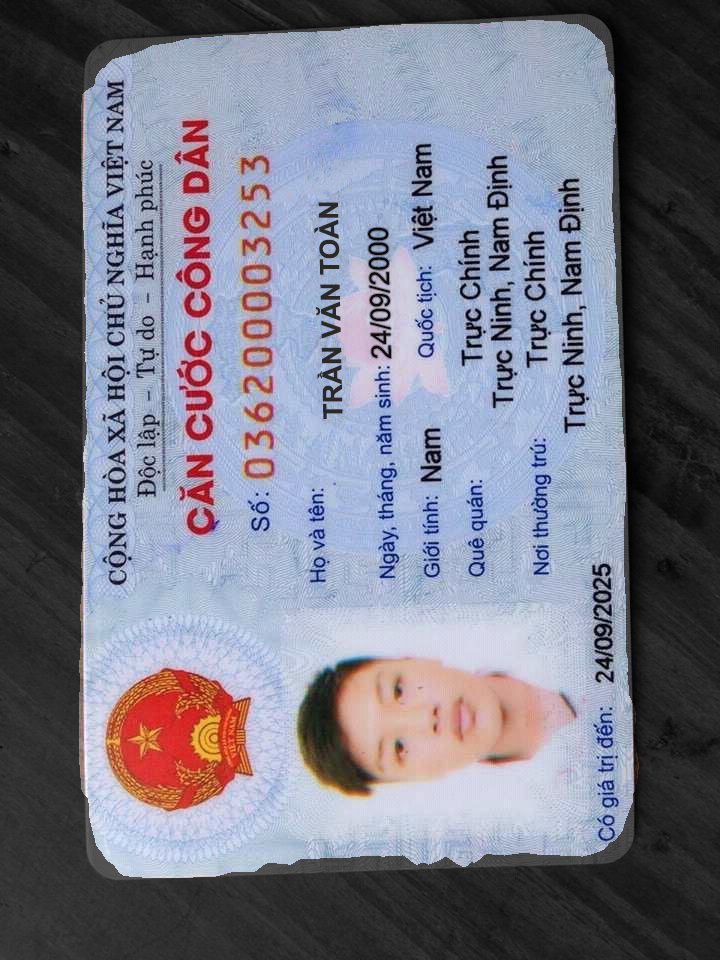 CỘNG HÒA XÃ HỘI CHỦ NGHĨA VIỆT NAM
Độc lập – Tự do – Hạnh phúc
CĂN CƯỚC CÔNG DÂN
Số: 036200003253
Họ và tên:
TRẦN VĂN TOÀN
Ngày, tháng, năm sinh: 24/09/2000
Giới tính: Nam Quốc tịch: Việt Nam
Quê quán: Trực Chính
Trực Ninh, Nam Định
Nơi thường trú: Trực Chính
Trực Ninh, Nam Định
Có giá trị đến: 24/09/2025
VIỆT NAM